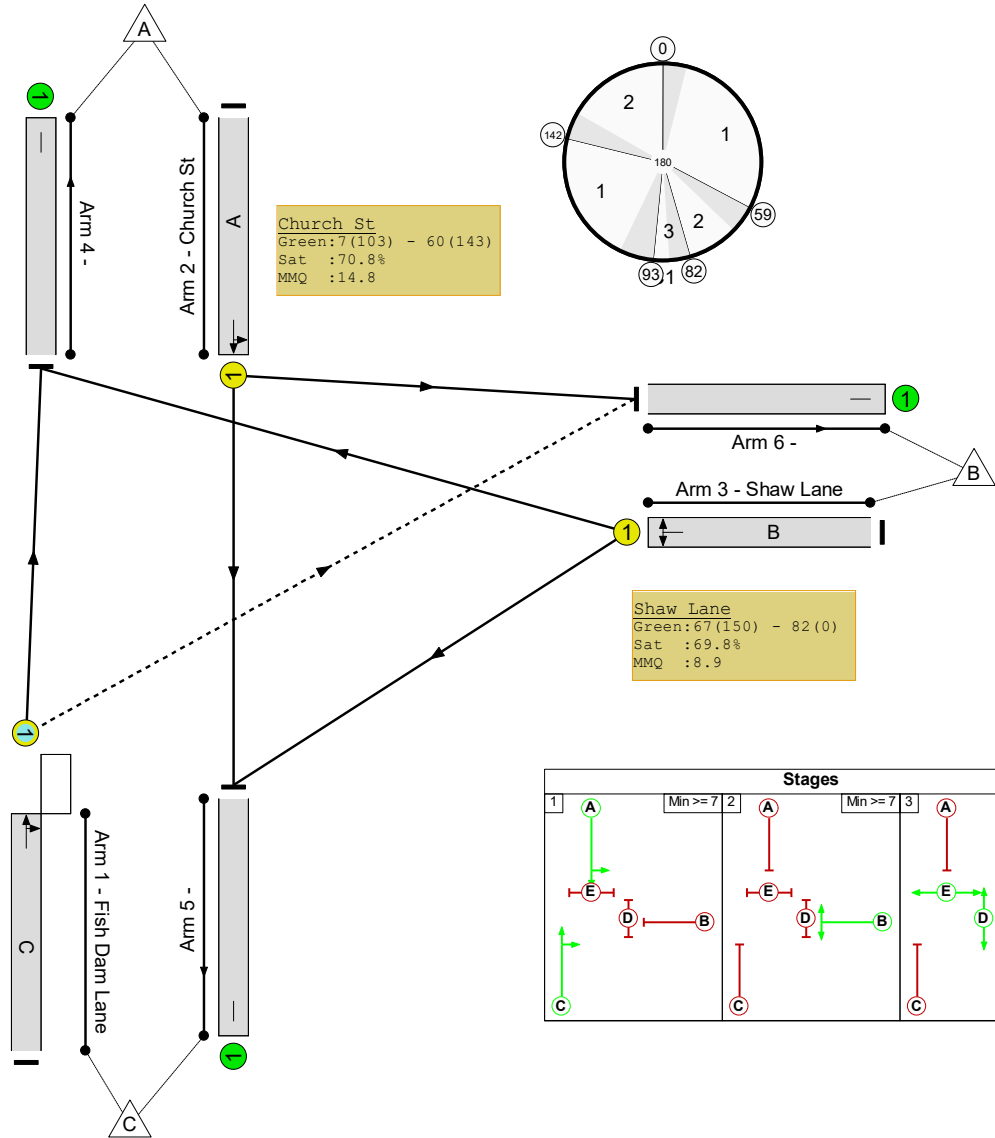 A
0
1
2
142
180
1
1
2
59
3
93
82
:1
Arm 4 -
Arm 2 - Church St
A
Church St
Green:7(103) - 60(143)
Sat :70.8%
MMQ :14.8
1
1
1
Arm 6 -
B
Arm 3 - Shaw Lane
1
B
Shaw Lane
Green:67(150) - 82(0)
Sat :69.8%
MMQ :8.9
1
Arm 1 - Fish Dam Lane
Arm 5 -
C
1
C
Stages
1 Min >= 7 2 Min >= 7 3
A A A
E E E
D B D B D
C C C